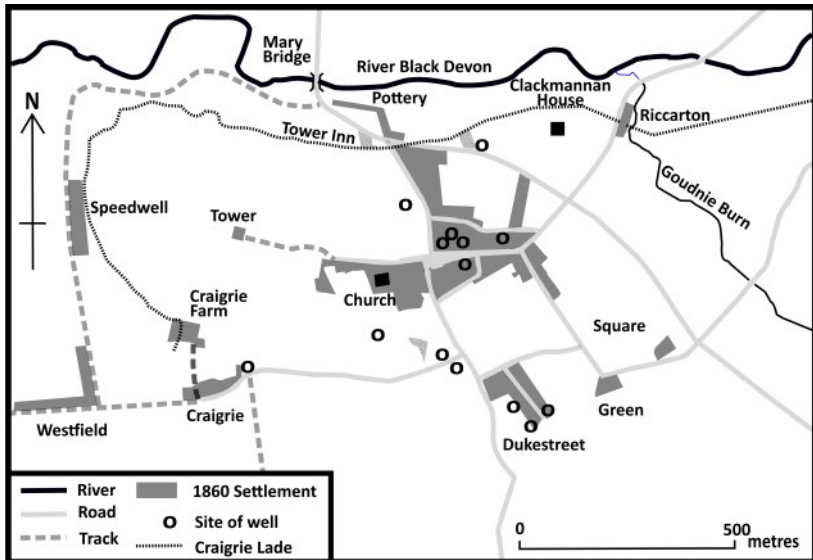 Mary
Bridge
River Black Devon
Pottery
Clackmannan
House
N
Riccarton
Tower Inn
Goudnie Burn
Speedwell
Tower
Church
Craigrie
Farm
Square
Westfield
Craigrie
Green
Dukestreet
River
1860 Settlement
Road
Site of well
Track
Craigrie Lade
0
500
metres